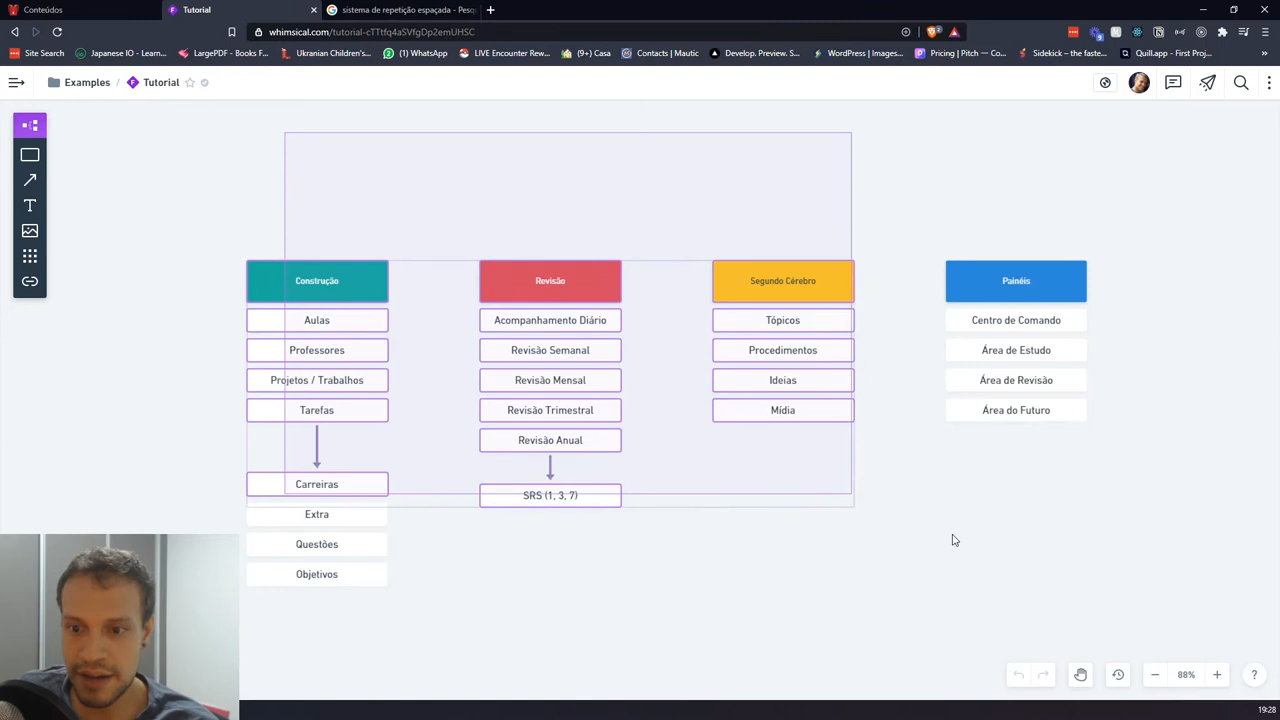 Conteúdos
Tutorial
sistema de repetição espaçada - Pesq
whimsical.com/tutorial-cTTtfq4aSVfgDp2emUHSC
Site Search
Japanese IO - Learn...
LargePDF - Books F...
Ukranian Children's...
(1) WhatsApp
LIVE Encounter Rew...
(9+) Casa
Contacts | Mautic
Develop. Preview. S...
WordPress | Images...
Pricing | Pitch — Co...
Sidekick – the faste...
Quill.app - First Proj...
Examples / Tutorial
Construção
Aulas
Professores
Projetos / Trabalhos
Tarefas
Carreiras
Extra
Questões
Objetivos
Revisão
Acompanhamento Diário
Revisão Semanal
Revisão Mensal
Revisão Trimestral
Revisão Anual
SRS (1, 3, 7)
Segundo Cérebro
Tópicos
Procedimentos
Ideias
Mídia
Painéis
Centro de Comando
Área de Estudo
Área de Revisão
Área do Futuro
88%
?
19:28